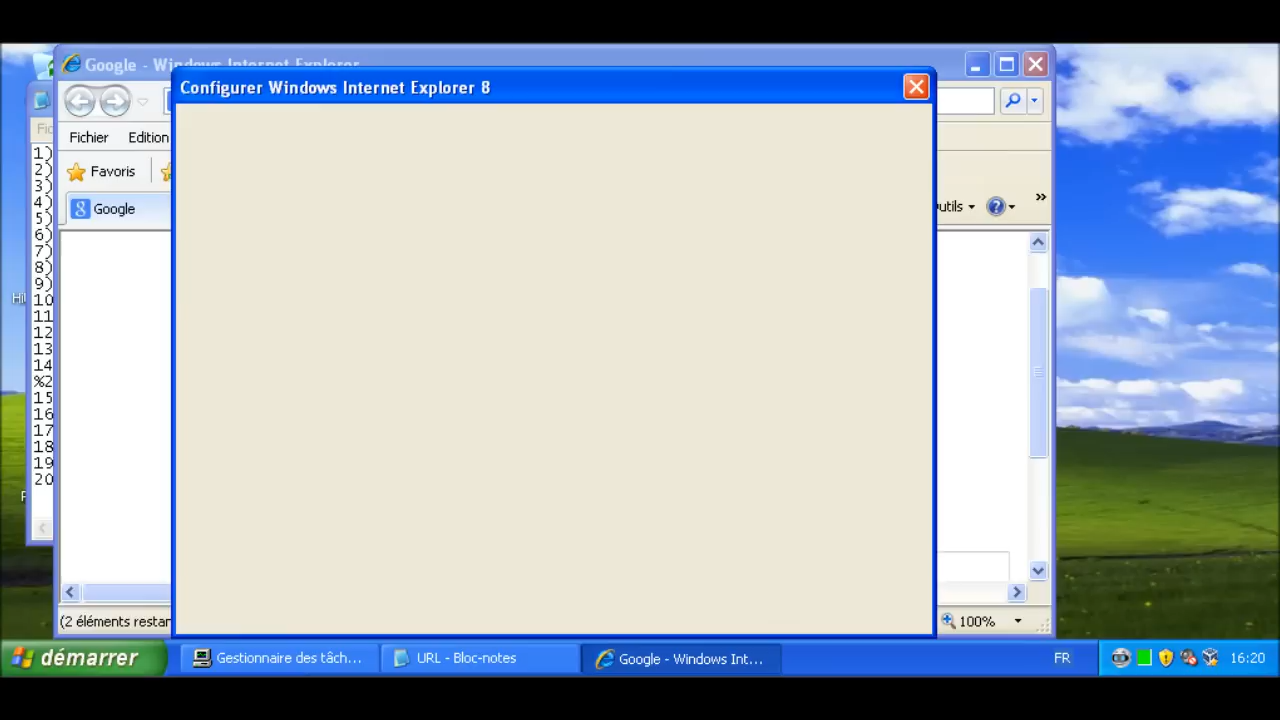 Google - Windows Internet Explorer
Configurer Windows Internet Explorer 8
Fichier Edition
Favoris
Google
Outils
1)
2)
3)
4)
5)
6)
7)
8)
9)
10
11
12
13
14
%2
15
16
17
18
19
20
(2 éléments restan
100%
démarrer
Gestionnaire des tâch...
URL - Bloc-notes
Google - Windows Int...
FR
16:20